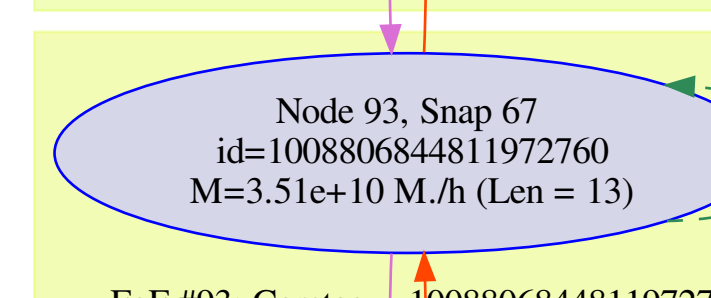 Node 93, Snap 67
id=1008806844811972760
M=3.51e+10 M./h (Len = 13)